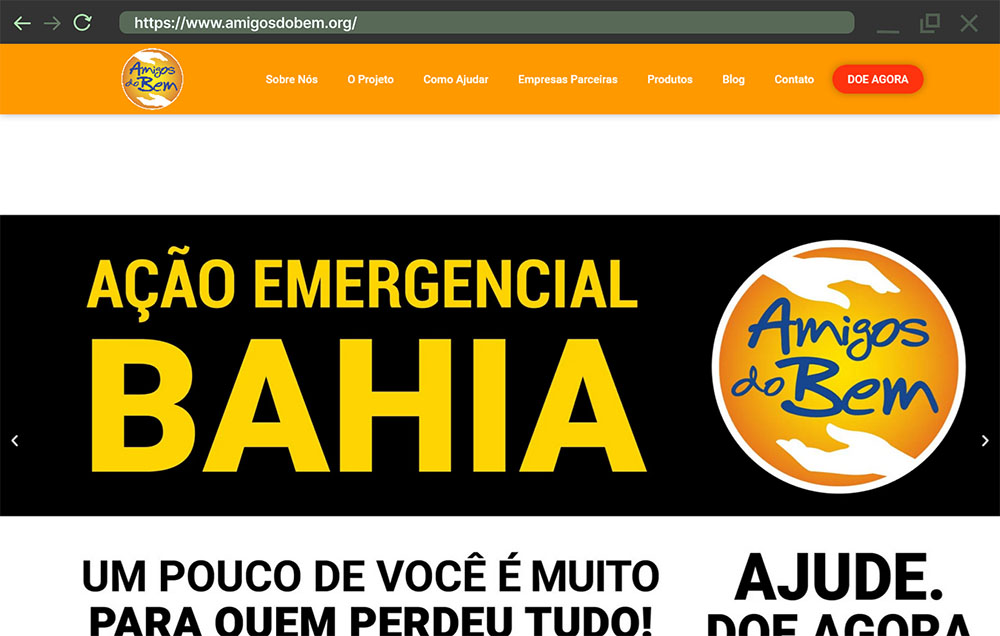 https://www.amigosdobem.org/
Amigos
do Bem
Sobre Nós O Projeto Como Ajudar Empresas Parceiras Produtos Blog Contato DOE AGORA
AÇÃO EMERGENCIAL
BAHIA
Amigos
do Bem
UM POUCO DE VOCÊ É MUITO
PARA QUEM PERDEU TUDO!
AJUDE.
DOE AGORA